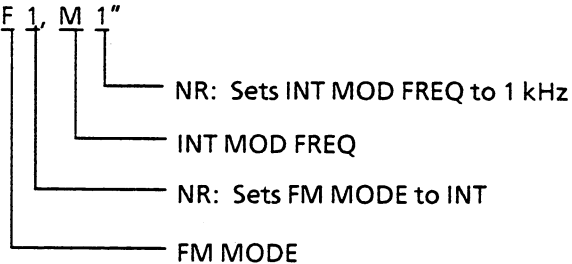 F 1, M 1"
NR: Sets INT MOD FREQ to 1 kHz
INT MOD FREQ
NR: Sets FM MODE to INT
FM MODE